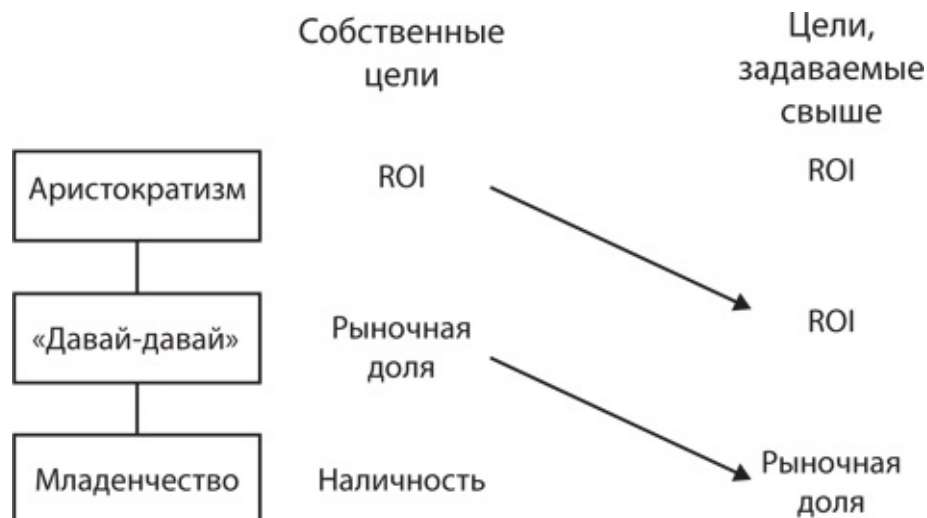 Собственные
цели
Цели,
задаваемые
свыше
Аристократизм
ROI
ROI
«Давай-давай»
Рыночная
доля
ROI
Младенчество
Наличность
Рыночная
доля